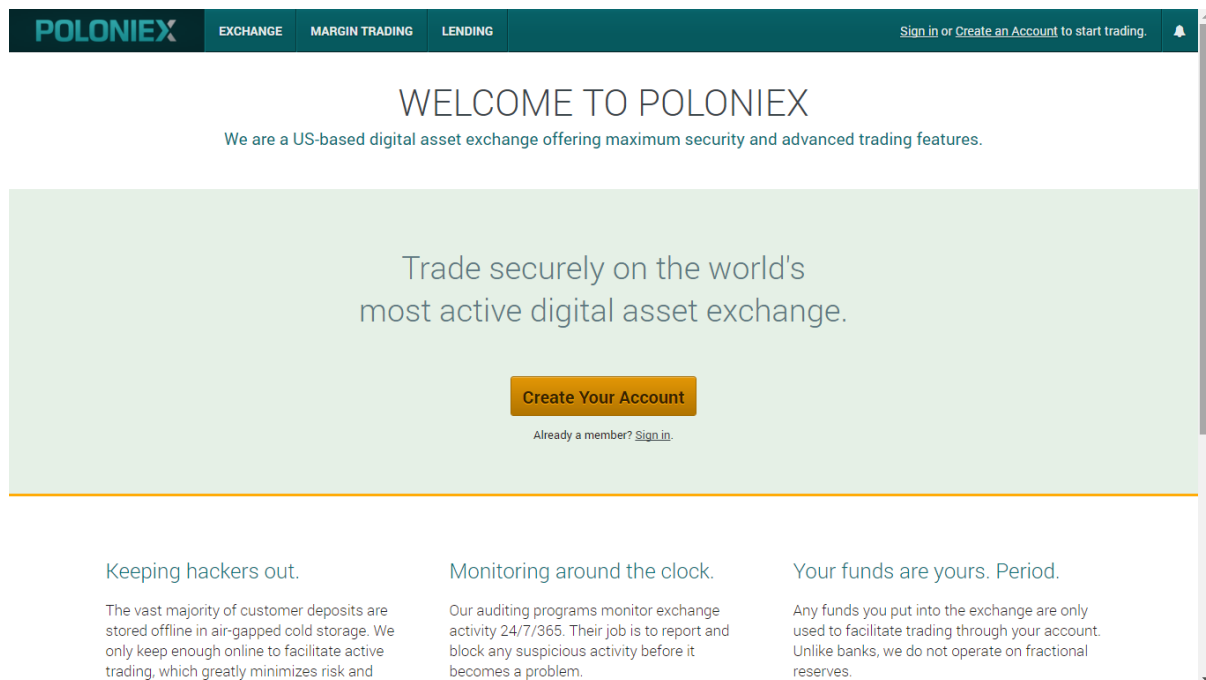 POLONIEX EXCHANGE MARGIN TRADING LENDING Sign in or Create an Account to start trading.
WELCOME TO POLONIEX
We are a US-based digital asset exchange offering maximum security and advanced trading features.
Trade securely on the world's
most active digital asset exchange.
Create Your Account
Already a member? Sign in.
Keeping hackers out.
The vast majority of customer deposits are
stored offline in air-gapped cold storage. We
only keep enough online to facilitate active
trading, which greatly minimizes risk and
Monitoring around the clock.
Our auditing programs monitor exchange
activity 24/7/365. Their job is to report and
block any suspicious activity before it
becomes a problem.
Your funds are yours. Period.
Any funds you put into the exchange are only
used to facilitate trading through your account.
Unlike banks, we do not operate on fractional
reserves.